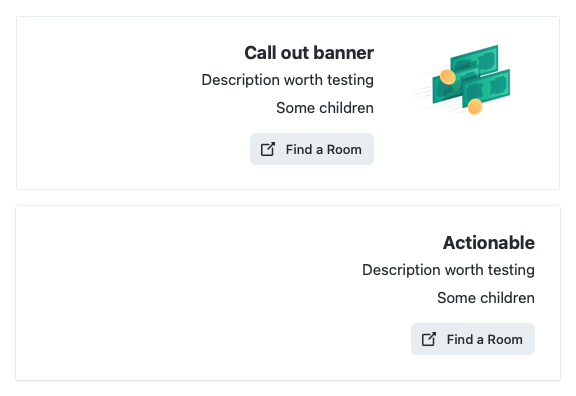 Call out banner
Description worth testing
Some children
Find a Room
Actionable
Description worth testing
Some children
Find a Room